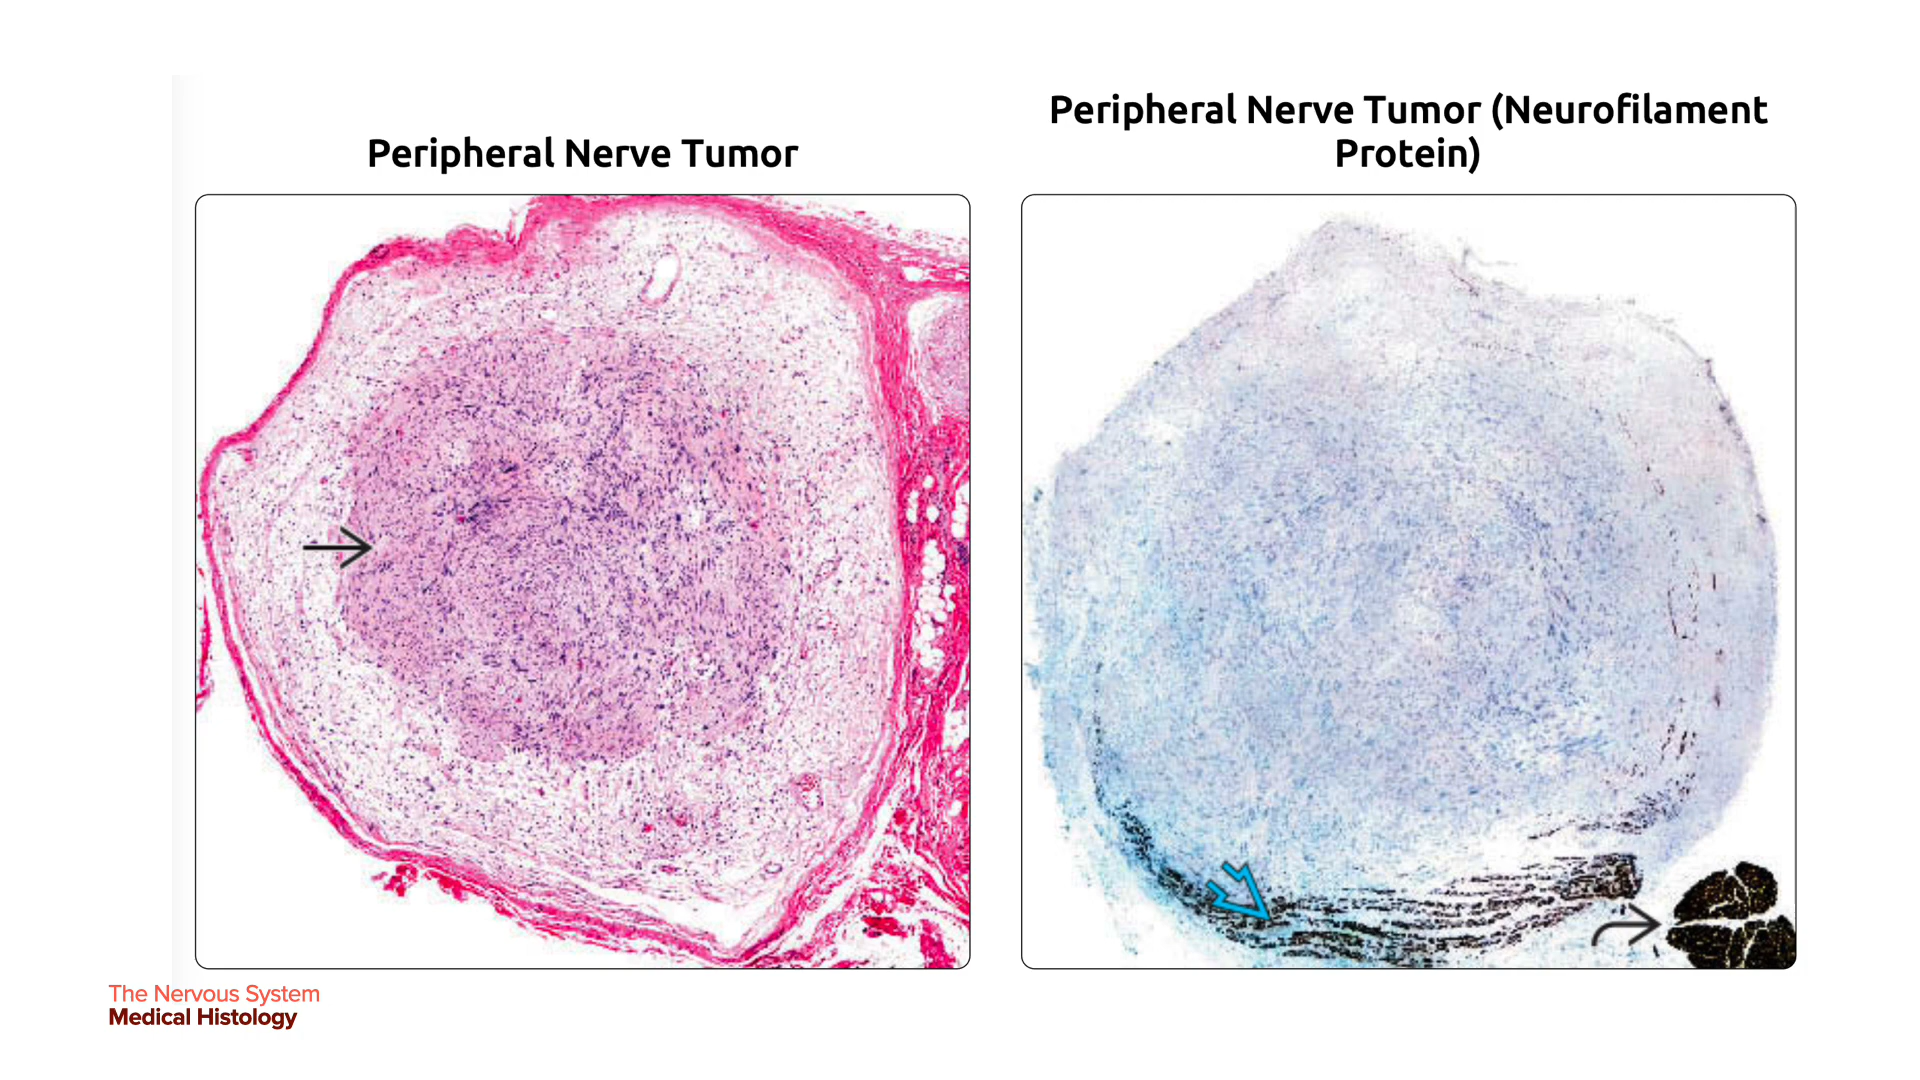 Peripheral Nerve Tumor
Peripheral Nerve Tumor (Neurofilament
Protein)
The Nervous System
Medical Histology